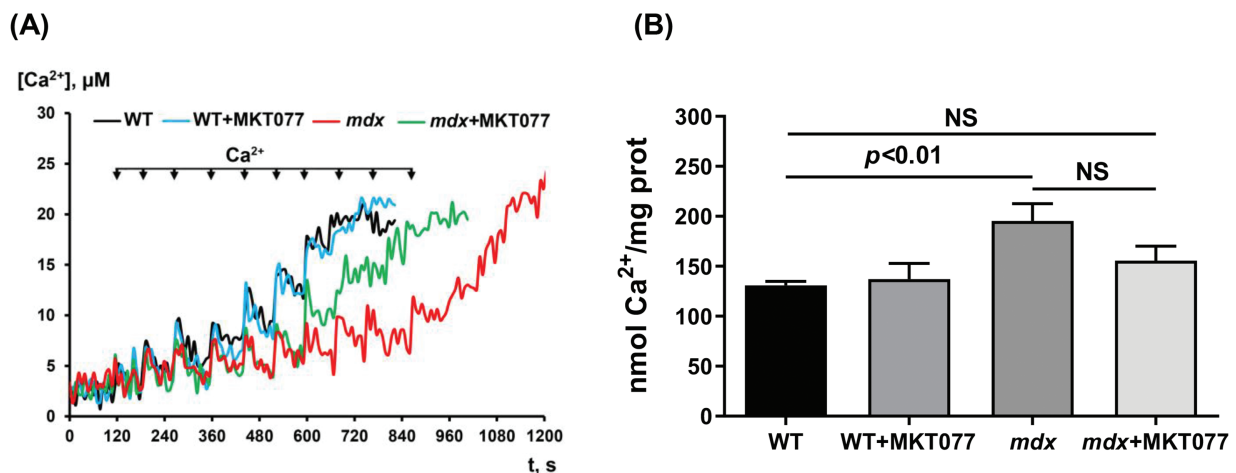 (A)
[Ca²⁺], μM
WT WT+MKT077 mdx mdx+MKT077
Ca²⁺
30
25
20
15
10
5
0
0 120 240 360 480 600 720 840 960 1080 1200
t, s
(B)
nmol Ca²⁺/mg prot
300
250
200
150
100
50
0
NS
p<0.01
NS
WT WT+MKT077 mdx mdx+MKT077